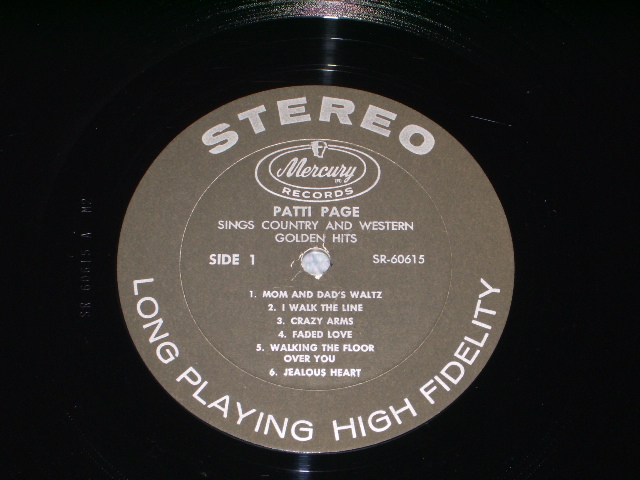 STEREO
Mercury
RECORDS
PATTI PAGE
SINGS COUNTRY AND WESTERN
GOLDEN HITS
SIDE 1
SR-60615
1. MOM AND DAD'S WALTZ
2. I WALK THE LINE
3. CRAZY ARMS
4. FADED LOVE
5. WALKING THE FLOOR
OVER YOU
6. JEALOUS HEART
LONG PLAYING HIGH FIDELITY
SR-60615 A